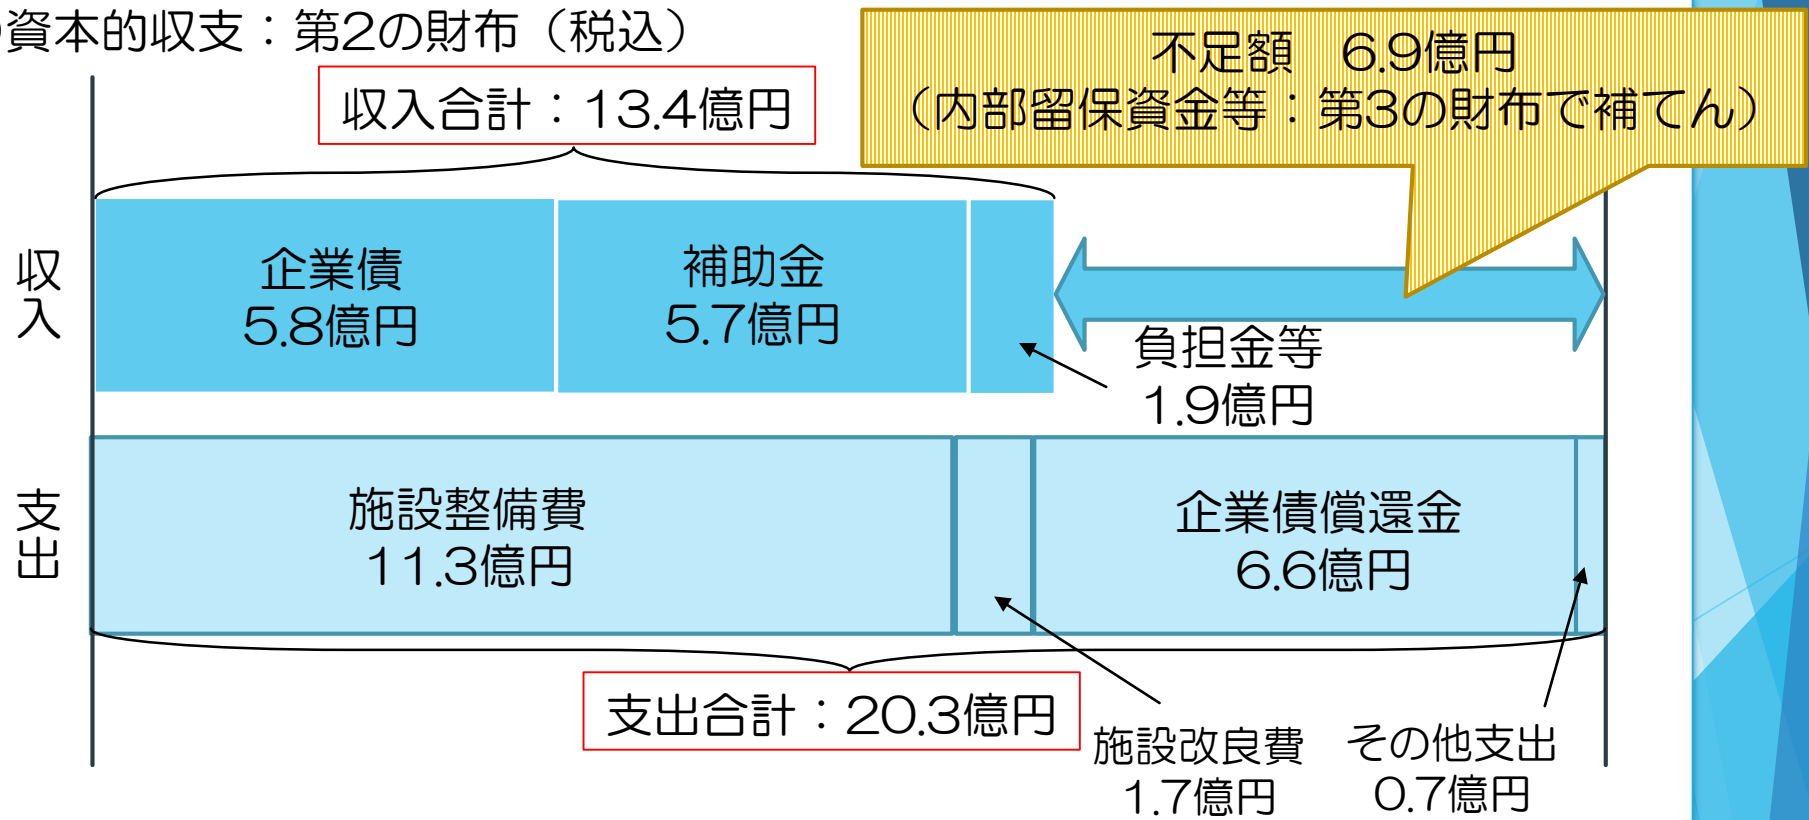 資本的収支：第2の財布（税込）
不足額　6.9億円
（内部留保資金等：第3の財布で補てん）
収入合計：13.4億円
収入
企業債
5.8億円
補助金
5.7億円
負担金等
1.9億円
支出
施設整備費
11.3億円
企業債償還金
6.6億円
支出合計：20.3億円
施設改良費
1.7億円
その他支出
0.7億円